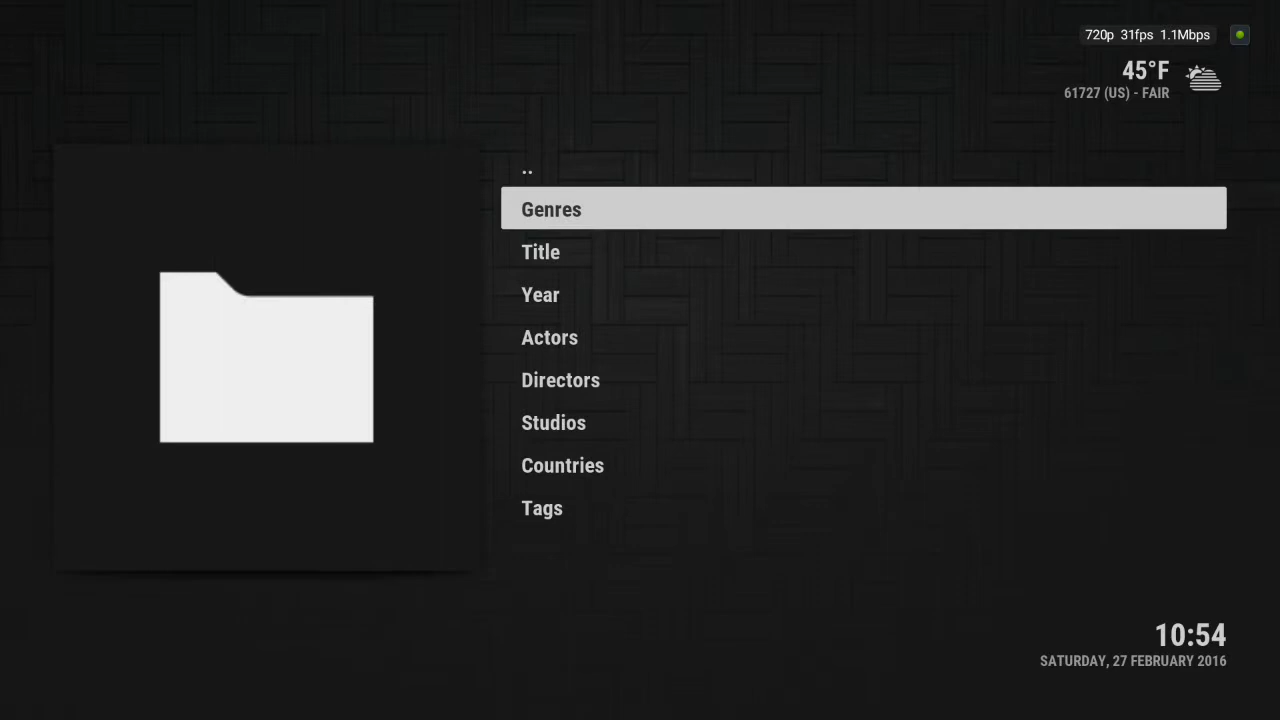 720p 31fps 1.1Mbps
45°F
61727 (US) - FAIR
..
Genres
Title
Year
Actors
Directors
Studios
Countries
Tags
10:54
SATURDAY, 27 FEBRUARY 2016